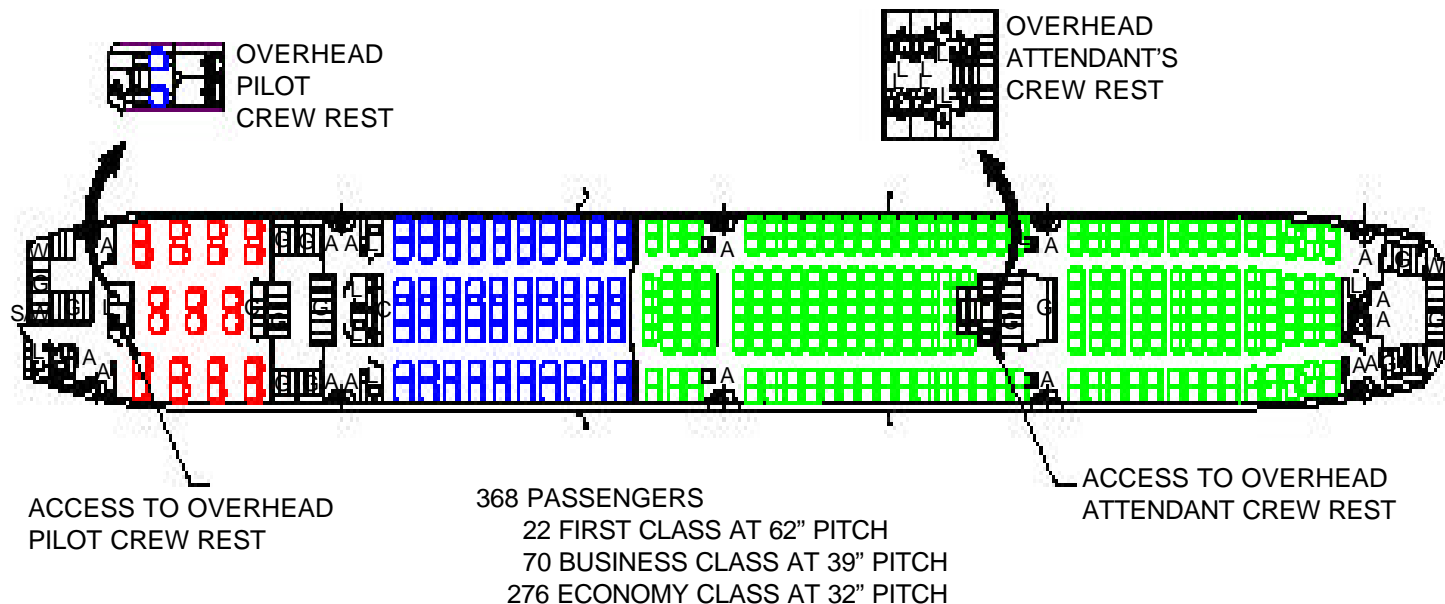 OVERHEAD
PILOT
CREW REST
OVERHEAD
ATTENDANT'S
CREW REST
L L
L L
L
W A G G A A L A A A G W
G L
S W G L G G G L C G G L A A G
L
L A A G G A A L A A A A G W
ACCESS TO OVERHEAD
PILOT CREW REST
368 PASSENGERS
22 FIRST CLASS AT 62” PITCH
70 BUSINESS CLASS AT 39” PITCH
276 ECONOMY CLASS AT 32” PITCH
ACCESS TO OVERHEAD
ATTENDANT CREW REST